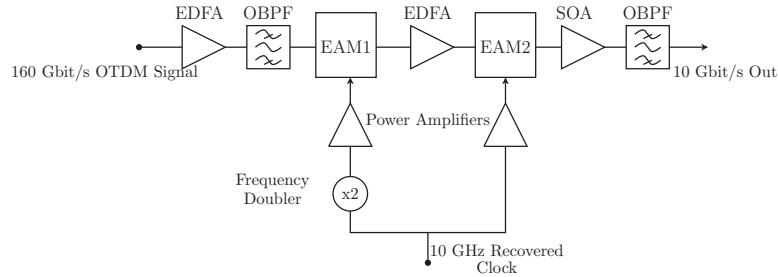 EDFA
OBPF
EDFA
SOA
OBPF
EAM1
EAM2
160 Gbit/s OTDM Signal
10 Gbit/s Out
Power Amplifiers
Frequency
Doubler
x2
10 GHz Recovered
Clock